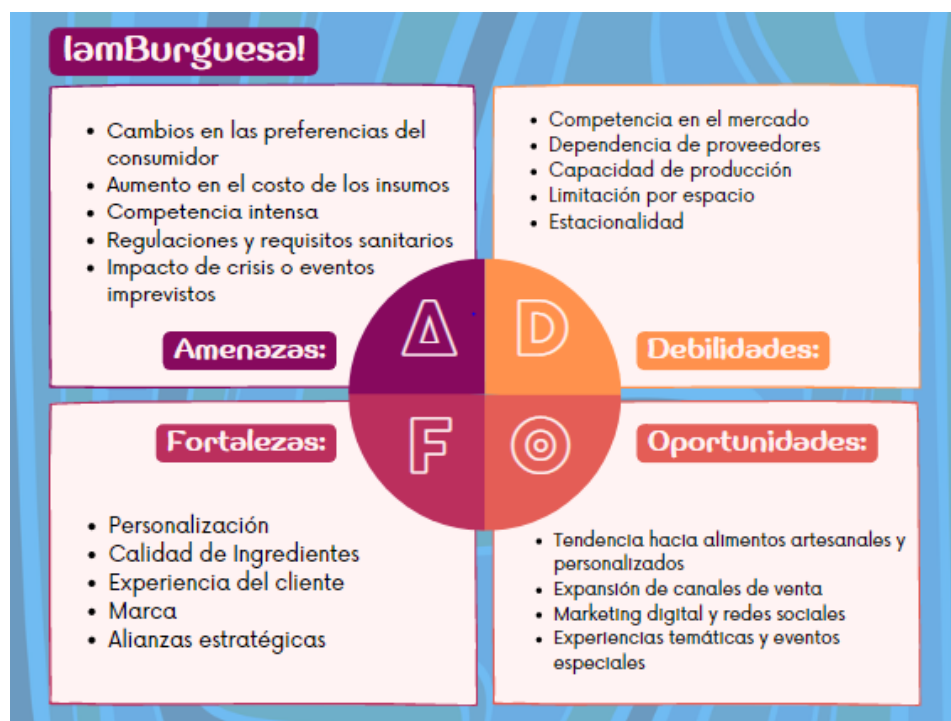 IamBurguesa!
• Cambios en las preferencias del
consumidor
• Aumento en el costo de los insumos
• Competencia intensa
• Regulaciones y requisitos sanitarios
• Impacto de crisis o eventos
imprevistos
Amenazas:
• Competencia en el mercado
• Dependencia de proveedores
• Capacidad de producción
• Limitación por espacio
• Estacionalidad
Debilidades:
A
D
F
O
Fortalezas:
• Personalización
• Calidad de Ingredientes
• Experiencia del cliente
• Marca
• Alianzas estratégicas
Oportunidades:
• Tendencia hacia alimentos artesanales y
personalizados
• Expansión de canales de venta
• Marketing digital y redes sociales
• Experiencias temáticas y eventos
especiales